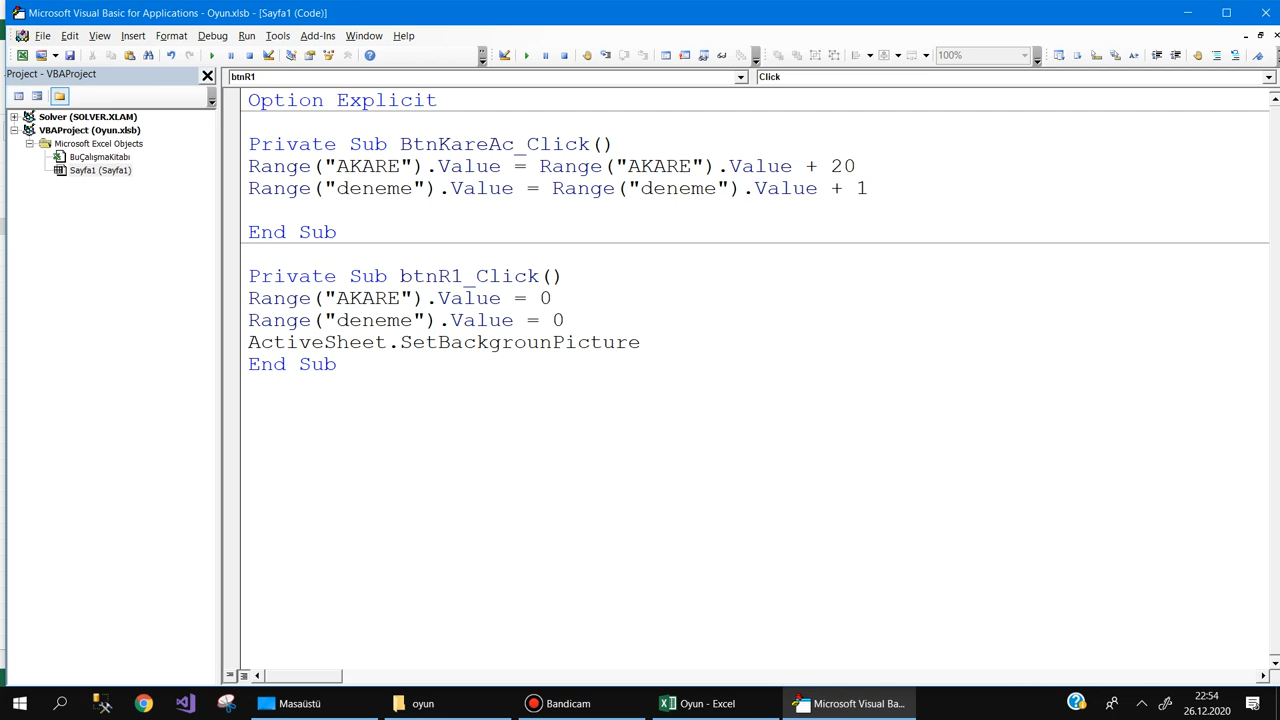 Microsoft Visual Basic for Applications - Oyun.xlsb - [Sayfa1 (Code)]
File Edit View Insert Format Debug Run Tools Add-Ins Window Help
100%
Project - VBAProject
btnR1
Click
Solver (SOLVER.XLAM)
VBAProject (Oyun.xlsb)
Microsoft Excel Objects
BuÇalışmaKitabı
Sayfa1 (Sayfa1)
Option Explicit
Private Sub BtnKareAc_Click()
Range("AKARE").Value = Range("AKARE").Value + 20
Range("deneme").Value = Range("deneme").Value + 1
End Sub
Private Sub btnR1_Click()
Range("AKARE").Value = 0
Range("deneme").Value = 0
ActiveSheet.SetBackgrounPicture
End Sub
Masaüstü
oyun
Bandicam
Oyun - Excel
Microsoft Visual Ba...
22:54
26.12.2020